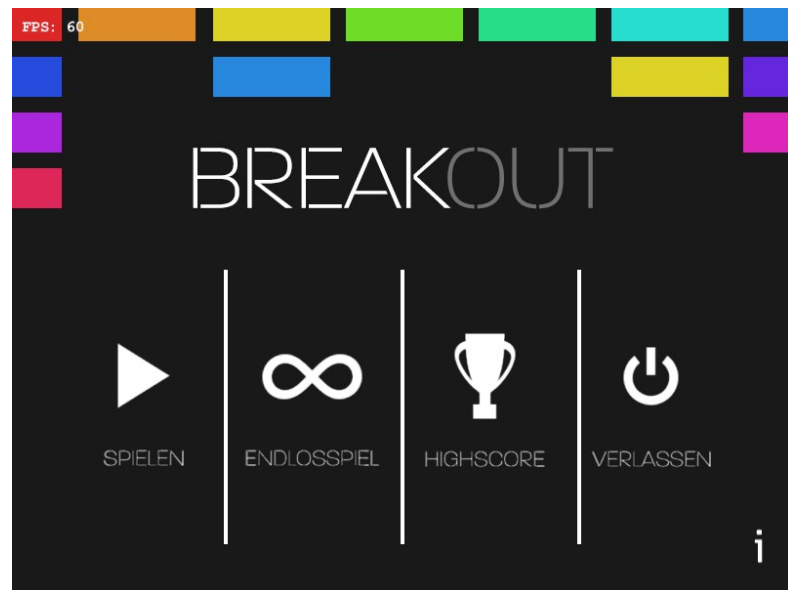 FPS: 60
BREAKOUT
SPIELEN
ENDLOSSPIEL
HIGHSCORE
VERLASSEN
i